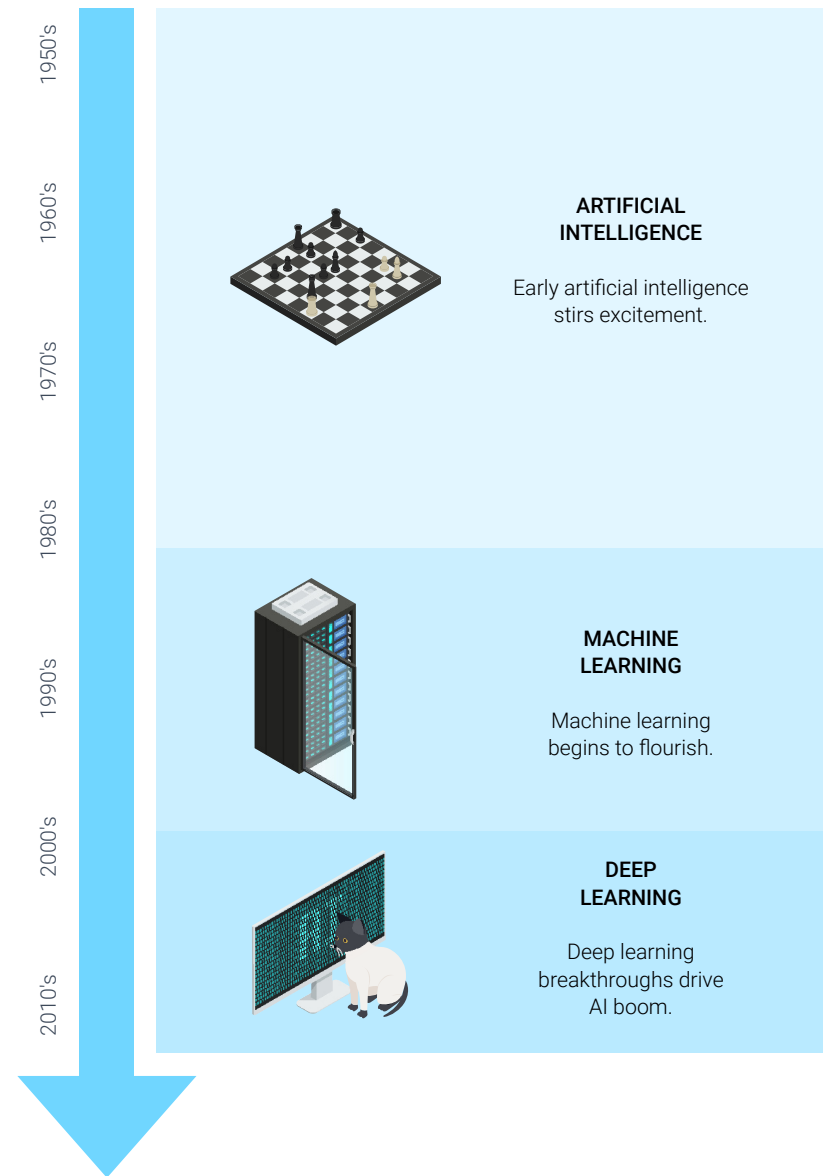 1950's
1960's
1970's
1980's
1990's
2000's
2010's
ARTIFICIAL
INTELLIGENCE
Early artificial intelligence
stirs excitement.
MACHINE
LEARNING
Machine learning
begins to flourish.
DEEP
LEARNING
Deep learning
breakthroughs drive
AI boom.